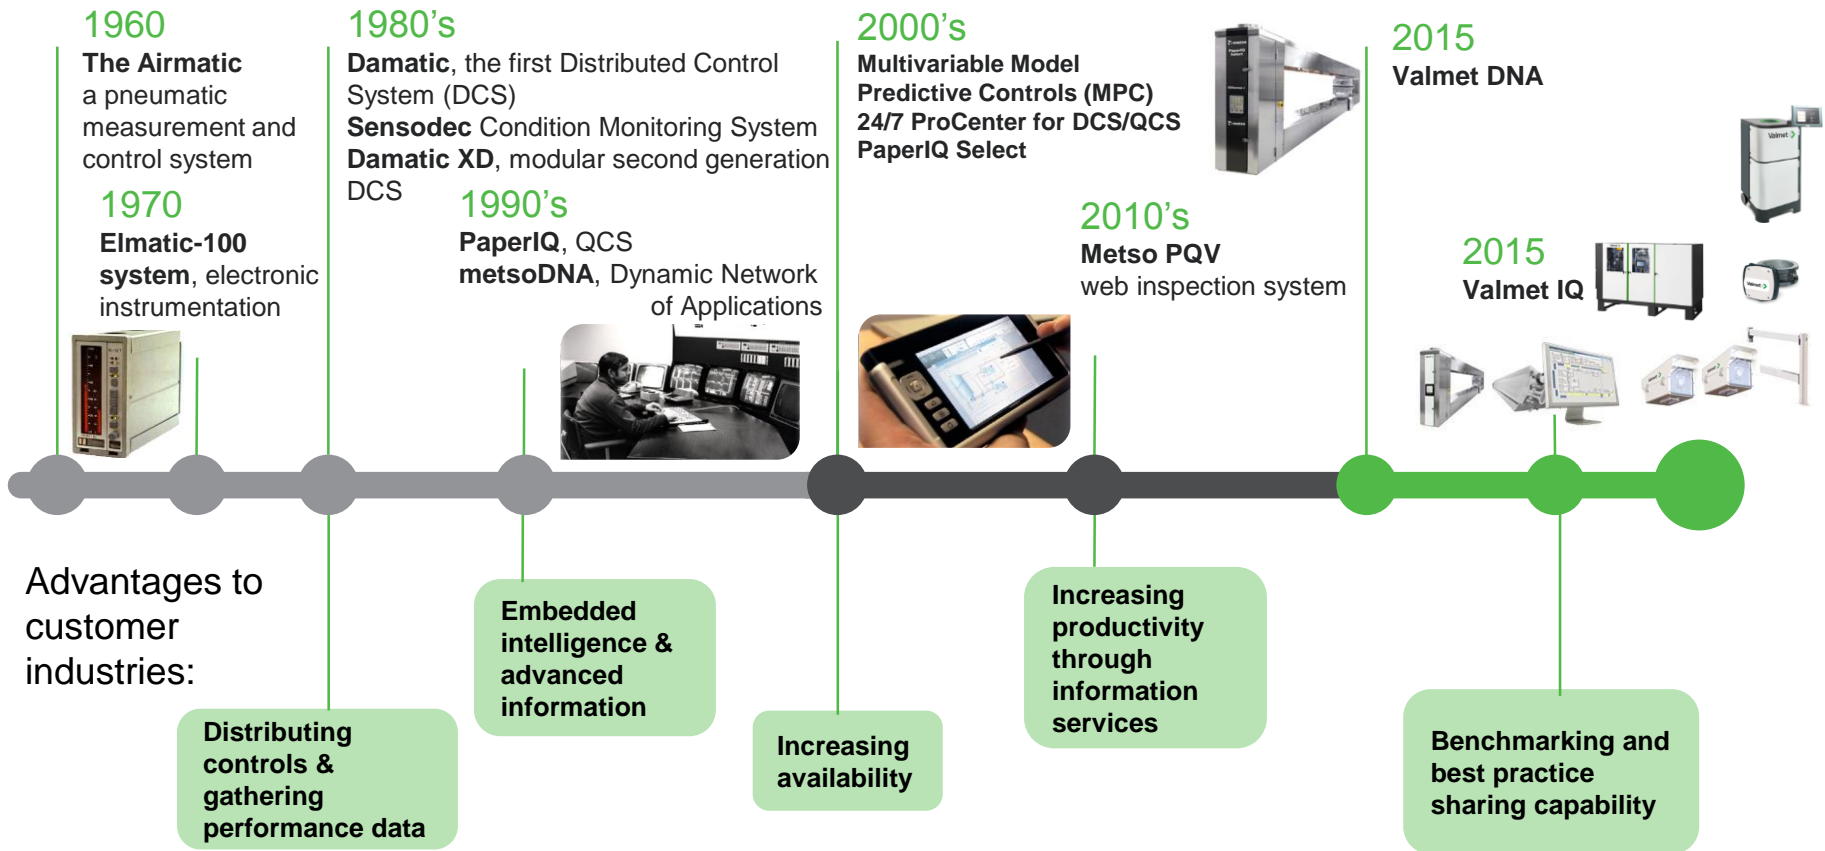 1960
The Airmatic
a pneumatic
measurement and
control system
1970
Elmatic-100
system, electronic
instrumentation
1980's
Damatic, the first Distributed Control
System (DCS)
Sensodec Condition Monitoring System
Damatic XD, modular second generation
DCS
1990's
PaperIQ, QCS
metsoDNA, Dynamic Network
of Applications
2000's
Multivariable Model
Predictive Controls (MPC)
24/7 ProCenter for DCS/QCS
PaperIQ Select
2010's
Metso PQV
web inspection system
2015
Valmet DNA
2015
Valmet IQ
Valmet
Valmet
Advantages to
customer
industries:
Distributing
controls &
gathering
performance data
Embedded
intelligence &
advanced
information
Increasing
availability
Increasing
productivity
through
information
services
Benchmarking and
best practice
sharing capability